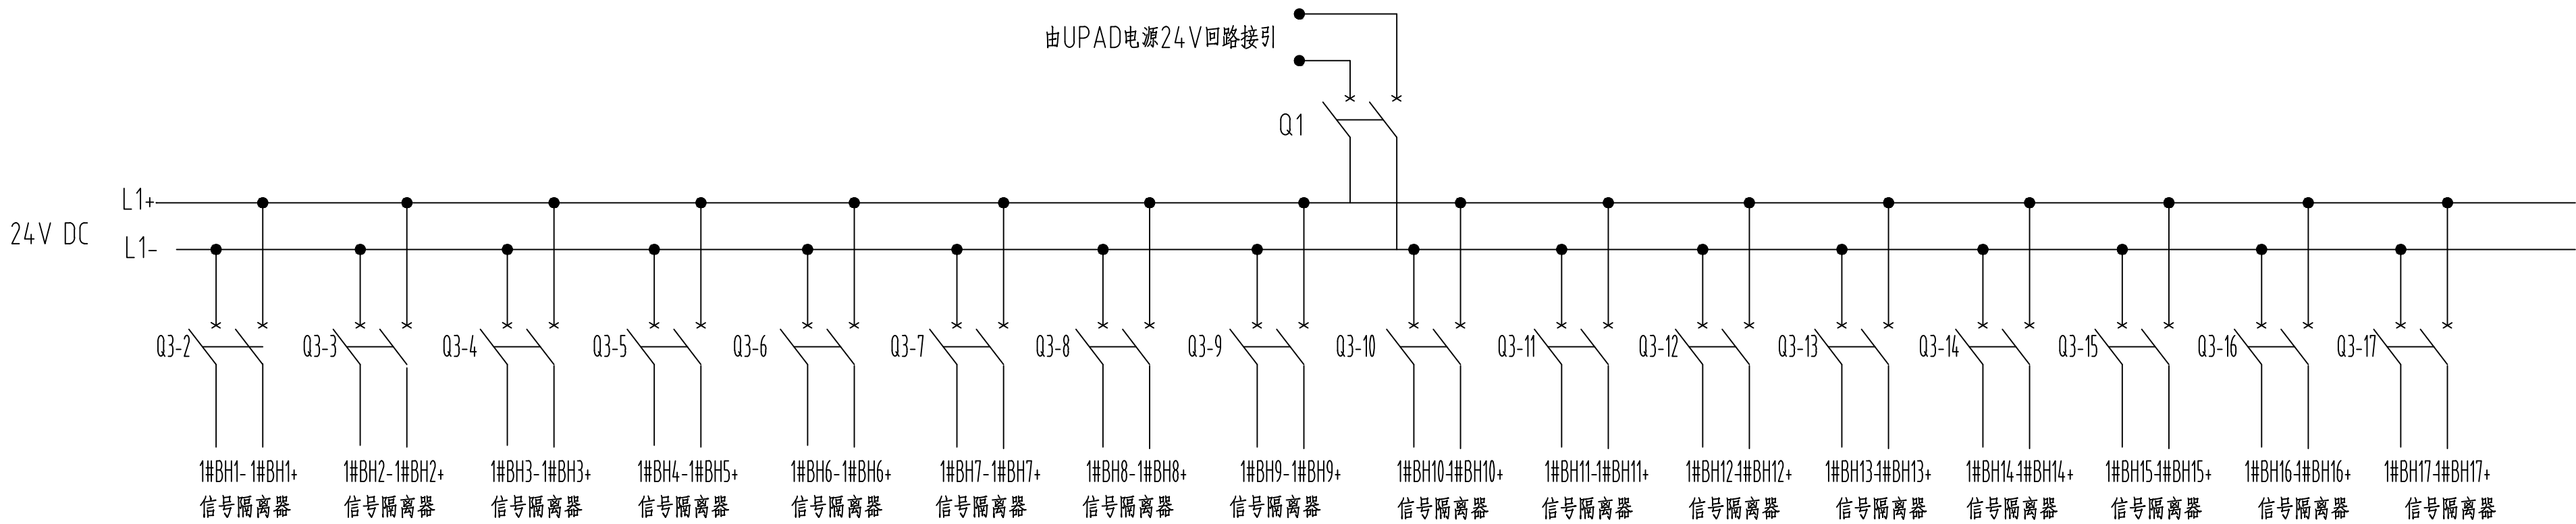 由UPAD电源24V回路接引
Q1
L1+
24V DC
L1-
Q3-2 Q3-3 Q3-4 Q3-5 Q3-6 Q3-7 Q3-8 Q3-9 Q3-10 Q3-11 Q3-12 Q3-13 Q3-14 Q3-15 Q3-16 Q3-17
1#BH1- 1#BH1+ 1#BH2-1#BH2+ 1#BH3-1#BH3+ 1#BH4-1#BH5+ 1#BH6-1#BH6+ 1#BH7-1#BH7+ 1#BH8-1#BH8+ 1#BH9-1#BH9+ 1#BH10-1#BH10+ 1#BH11-1#BH11+ 1#BH12-1#BH12+ 1#BH13-1#BH13+ 1#BH14-1#BH14+ 1#BH15-1#BH15+ 1#BH16-1#BH16+ 1#BH17-1#BH17+
信号隔离器 信号隔离器 信号隔离器 信号隔离器 信号隔离器 信号隔离器 信号隔离器 信号隔离器 信号隔离器 信号隔离器 信号隔离器 信号隔离器 信号隔离器 信号隔离器 信号隔离器 信号隔离器